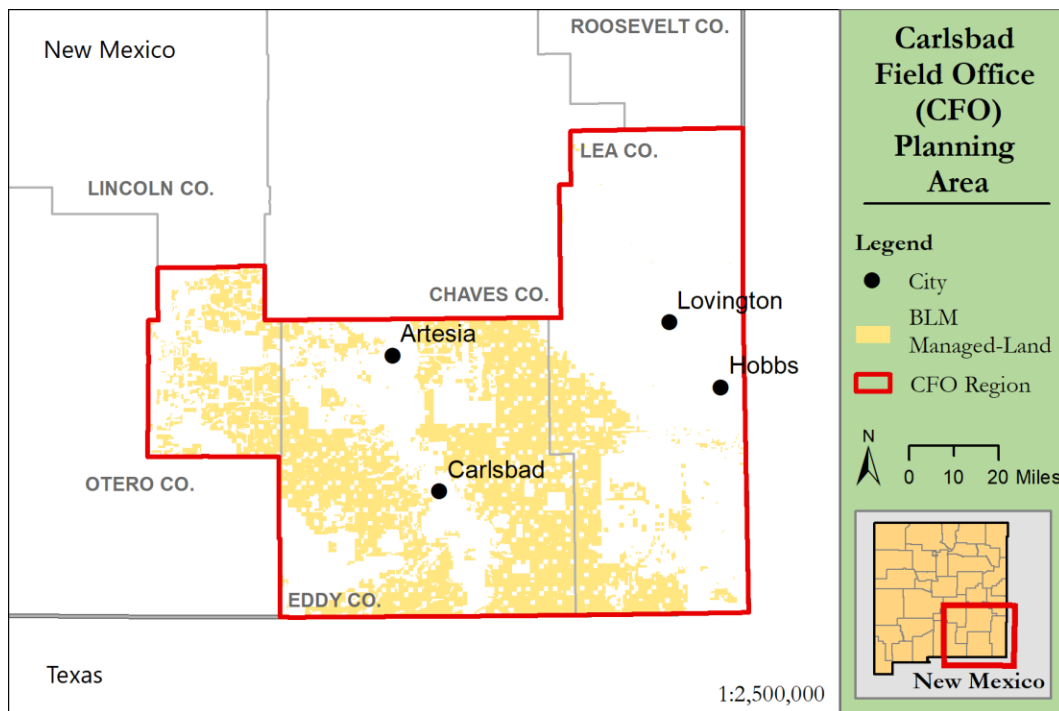 New Mexico
ROOSEVELT CO.
LEA CO.
LINCOLN CO.
CHAVES CO.
Lovington
Artesia
Hobbs
Carlsbad
OTERO CO.
EDDY CO.
Texas
1:2,500,000
Carlsbad
Field Office
(CFO)
Planning
Area
Legend
City
BLM
Managed-Land
CFO Region
N
0 10 20 Miles
New Mexico